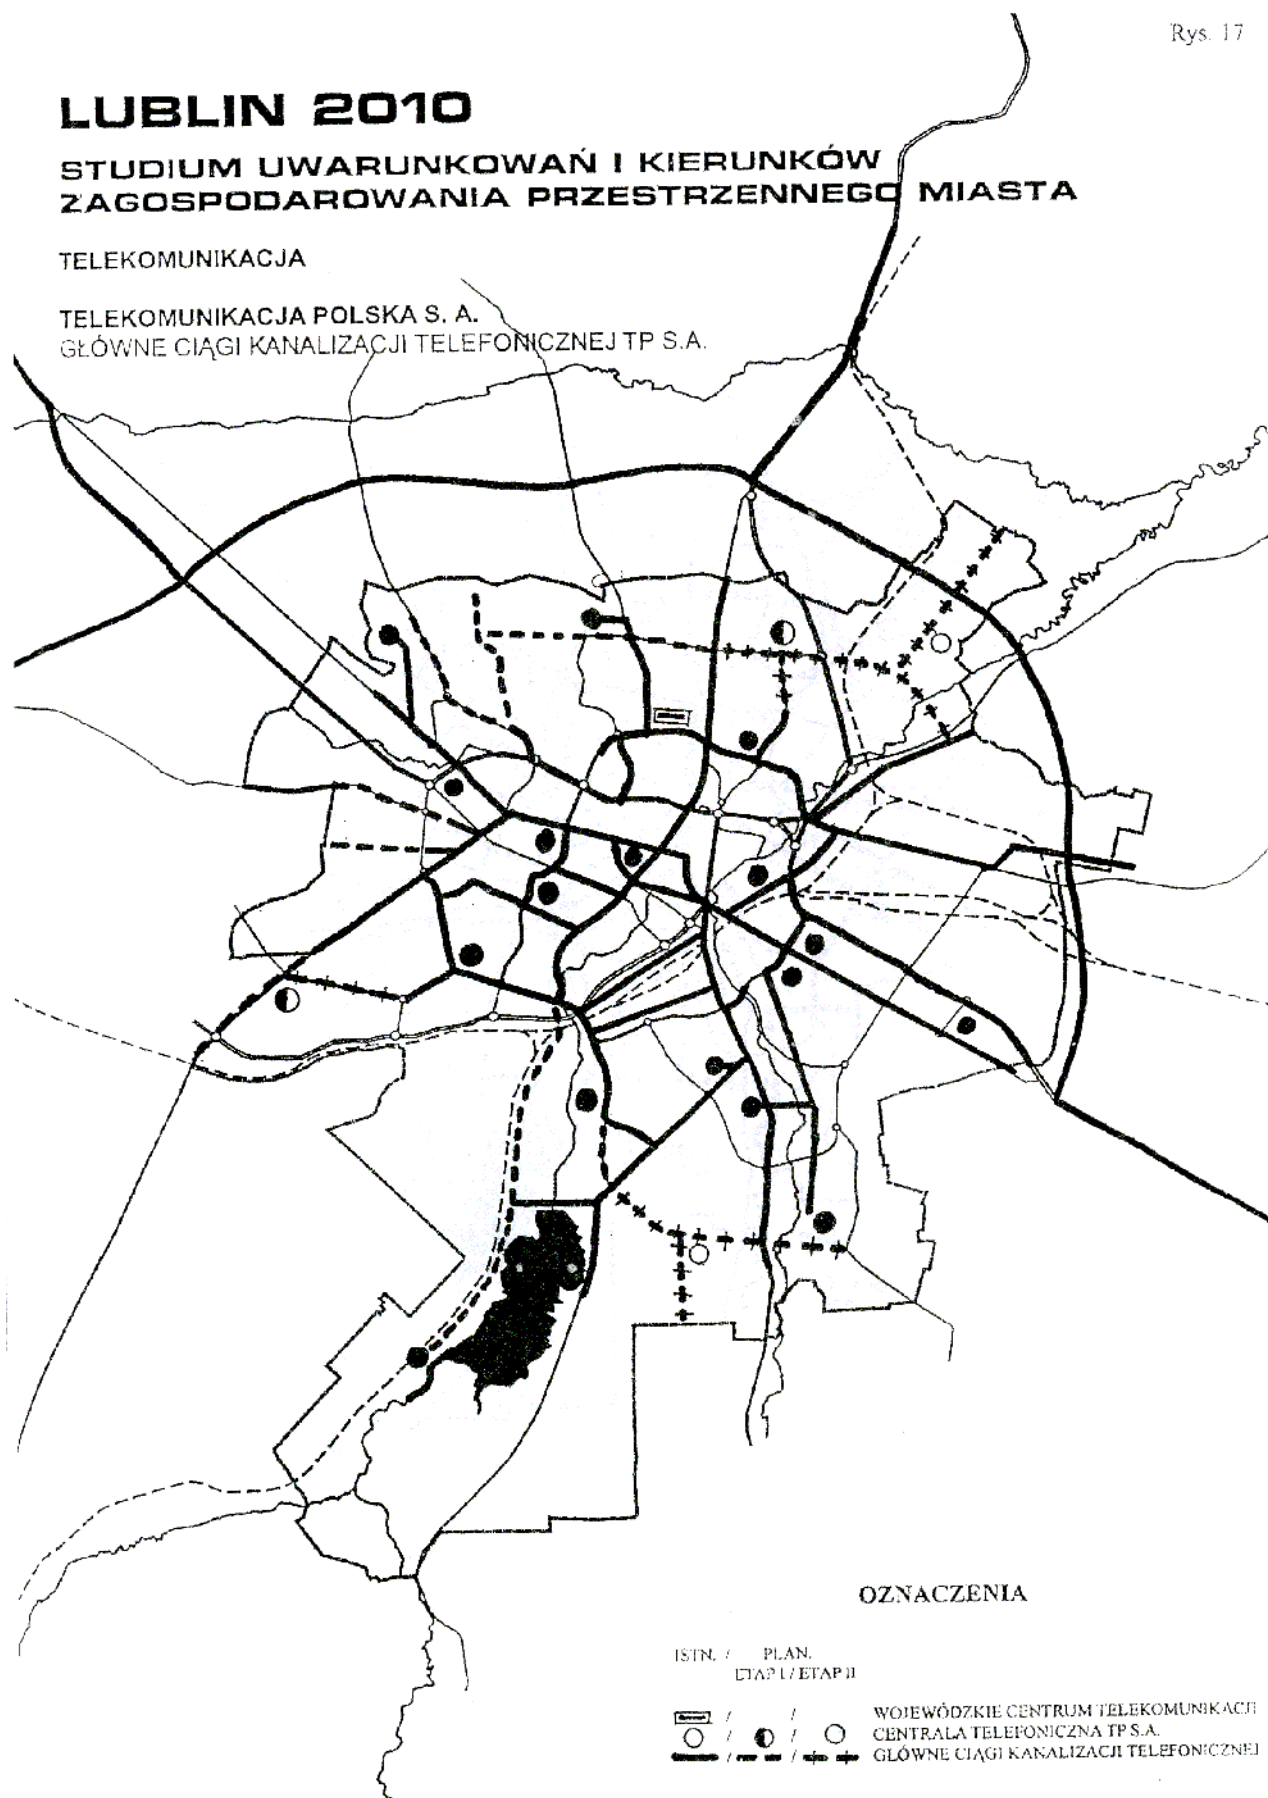 Rys. 17
LUBLIN 2010
STUDIUM UWARUNKOWAŃ I KIERUNKÓW
ZAGOSPODAROWANIA PRZESTRZENNEGO MIASTA
TELEKOMUNIKACJA
TELEKOMUNIKACJA POLSKA S. A.
GŁÓWNE CIĄGI KANALIZACJI TELEFONICZNEJ TP S.A.
OZNACZENIA
ISTN. / PLAN.
ETAP I / ETAP II
/ / WOJEWÓDZKIE CENTRUM TELEKOMUNIKACJI
/ / CENTRALA TELEFONICZNA TP S.A.
/ / GŁÓWNE CIĄGI KANALIZACJI TELEFONICZNEJ